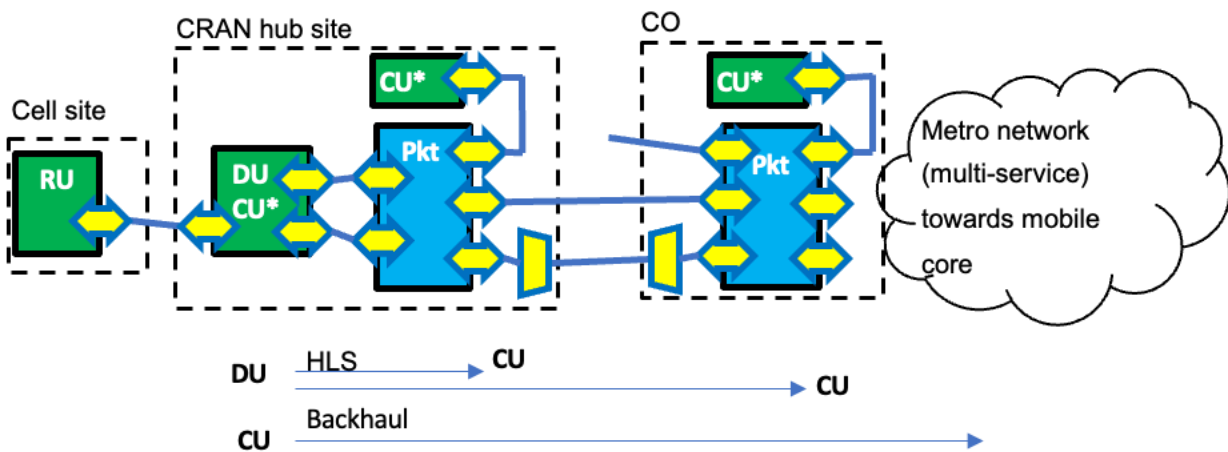 CRAN hub site
CO
CU*
CU*
Cell site
RU
DU
CU*
Pkt
Pkt
Metro network
(multi-service)
towards mobile
core
HLS
CU
DU
CU
Backhaul
CU